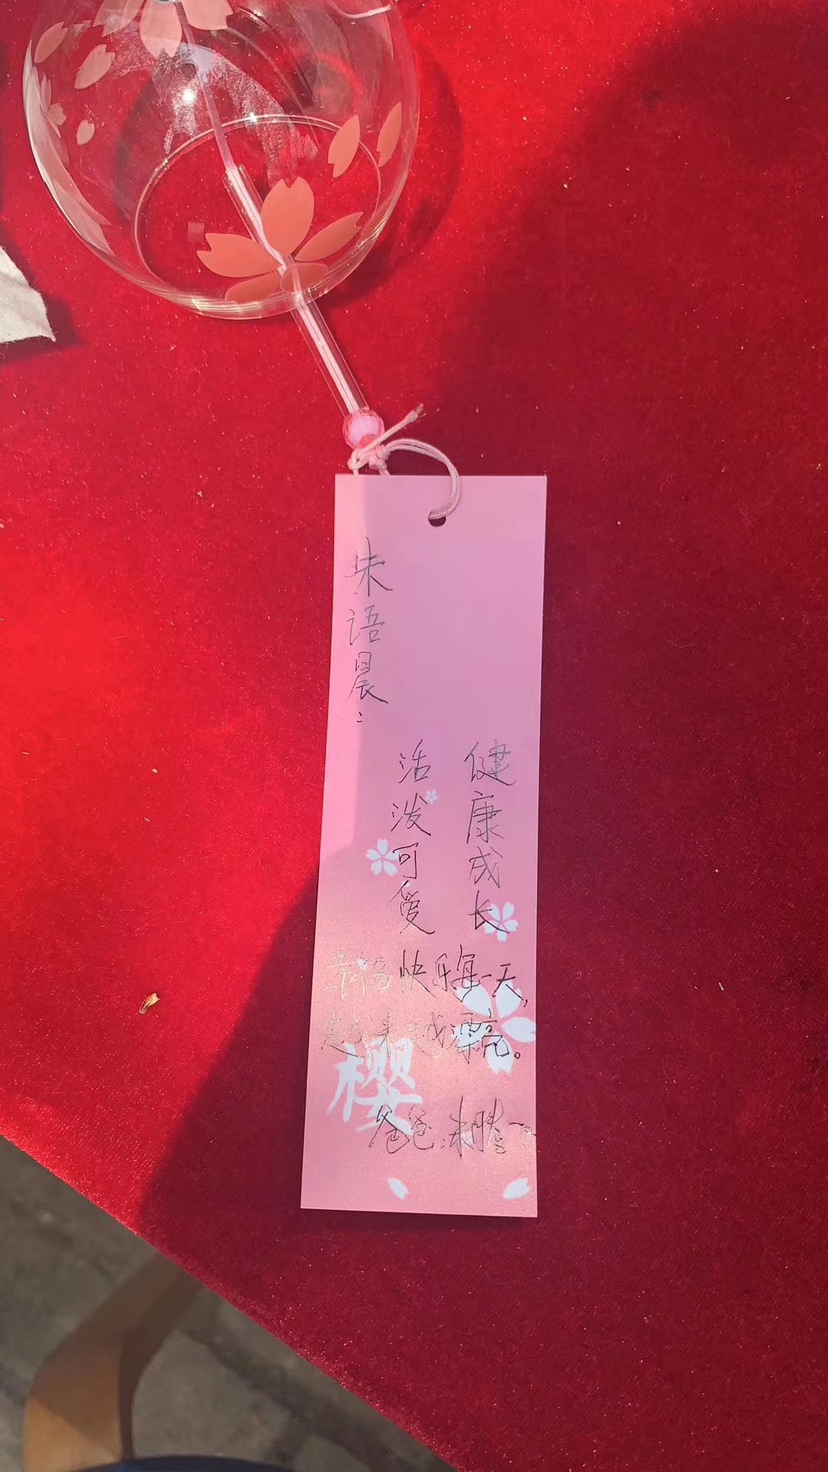 朱语晨：
健康成长
活泼可爱
幸福快乐每一天，
越来越漂亮。
樱
爸爸：朱